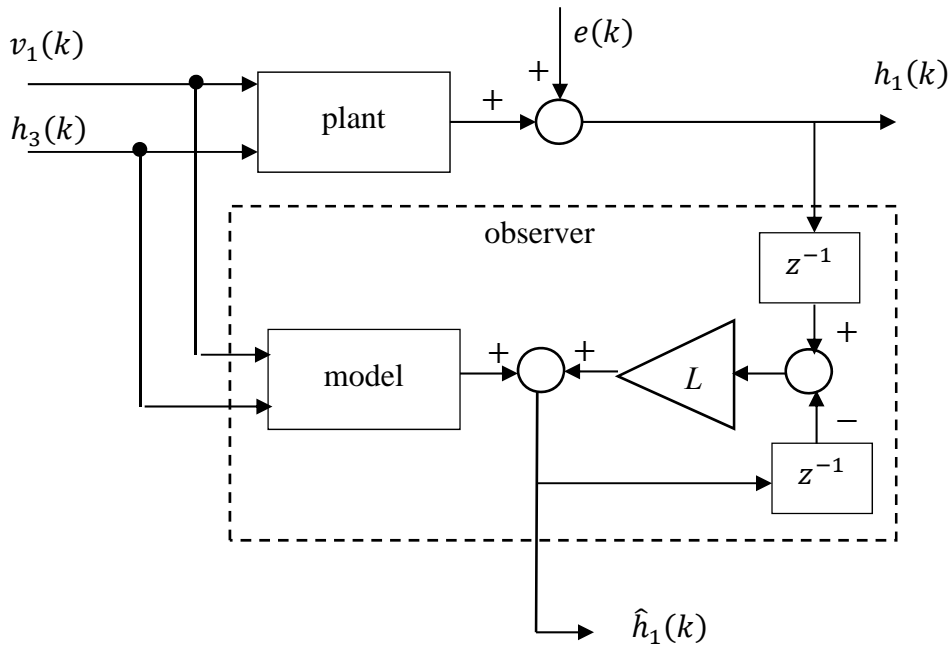 e(k)
v₁(k)
+
h₁(k)
plant
+
h₃(k)
observer
z⁻¹
+
model
+
+
L
−
z⁻¹
ĥ₁(k)